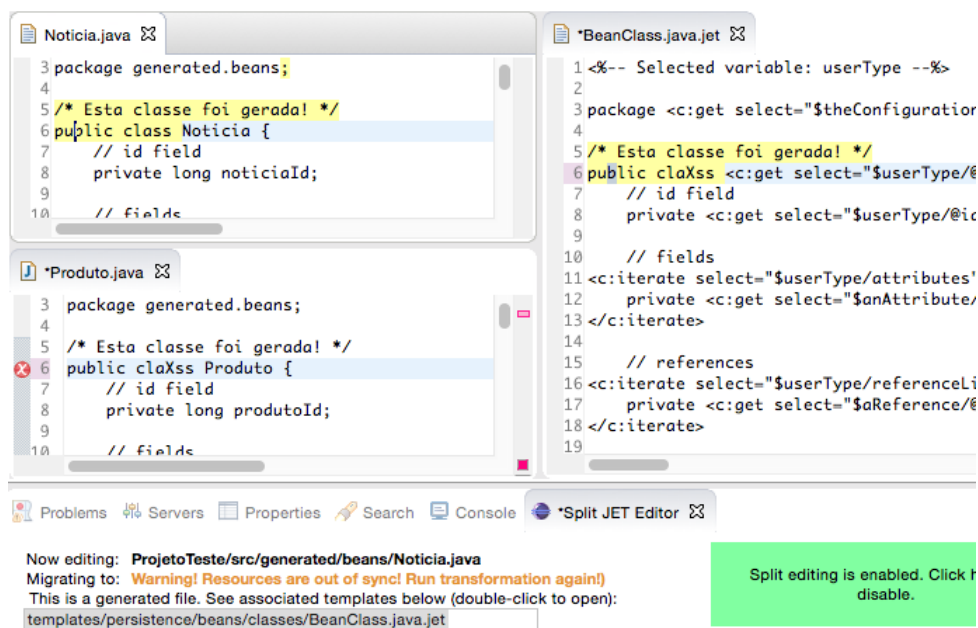 Noticia.java
3 package generated.beans;
4
5 /* Esta classe foi gerada! */
6 public class Noticia {
7 // id field
8 private long noticiaId;
9
10 // fields
*Produto.java
3 package generated.beans;
4
5 /* Esta classe foi gerada! */
6 public claXss Produto {
7 // id field
8 private long produtoId;
9
10 // fields
*BeanClass.java.jet
1 <%-- Selected variable: userType --%>
2
3 package <c:get select="$theConfiguration
4
5 /* Esta classe foi gerada! */
6 public claXss <c:get select="$userType/@
7 // id field
8 private <c:get select="$userType/@id
9
10 // fields
11 <c:iterate select="$userType/attributes"
12 private <c:get select="$anAttribute/
13 </c:iterate>
14
15 // references
16 <c:iterate select="$userType/referenceLi
17 private <c:get select="$aReference/@
18 </c:iterate>
19
Problems Servers Properties Search Console *Split JET Editor
Now editing: ProjetoTeste/src/generated/beans/Noticia.java
Migrating to: Warning! Resources are out of sync! Run transformation again!)
This is a generated file. See associated templates below (double-click to open):
templates/persistence/beans/classes/BeanClass.java.jet
Split editing is enabled. Click h
disable.